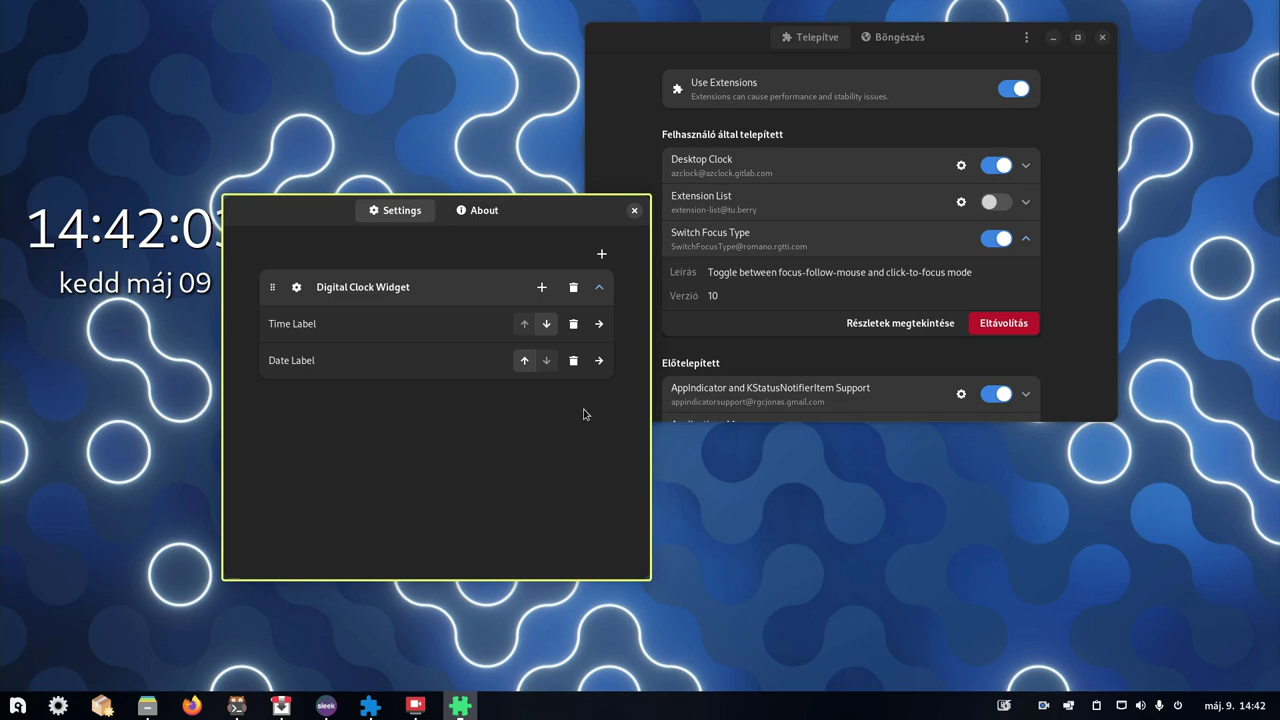 Telepítve
Böngészés
Use Extensions
Extensions can cause performance and stability issues.
Felhasználó által telepített
Desktop Clock
azclock@azclock.gitlab.com
Extension List
extension-list@tu.berry
Switch Focus Type
SwitchFocusType@romano.rgtti.com
Leírás Toggle between focus-follow-mouse and click-to-focus mode
Verzió 10
Részletek megtekintése Eltávolítás
Előtelepített
AppIndicator and KStatusNotifierItem Support
appindicatorsupport@rgcjonas.gmail.com
14:42:03
kedd máj 09
Settings
About
Digital Clock Widget
Time Label
Date Label
sleek
máj. 9. 14:42